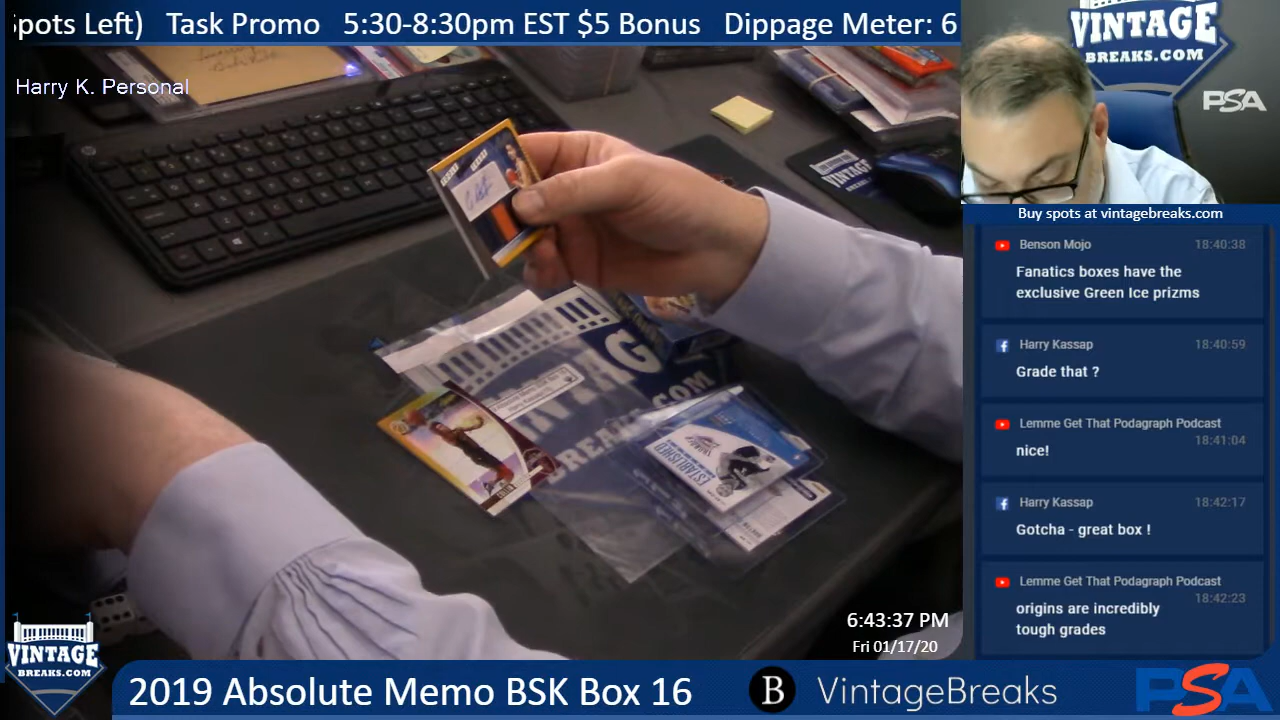 pots Left) Task Promo 5:30-8:30pm EST $5 Bonus Dippage Meter: 6
Harry K. Personal
VINTAGE
BREAKS.COM
PSA
Buy spots at vintagebreaks.com
Benson Mojo 18:40:38
Fanatics boxes have the
exclusive Green Ice prizms
Harry Kassap 18:40:59
Grade that ?
Lemme Get That Podagraph Podcast
18:41:04
nice!
Harry Kassap 18:42:17
Gotcha - great box !
Lemme Get That Podagraph Podcast
18:42:23
origins are incredibly
tough grades
VINTAGE
ESTABLISHED
6:43:37 PM
Fri 01/17/20
VINTAGE
BREAKS.COM
2019 Absolute Memo BSK Box 16
B VintageBreaks
PSA